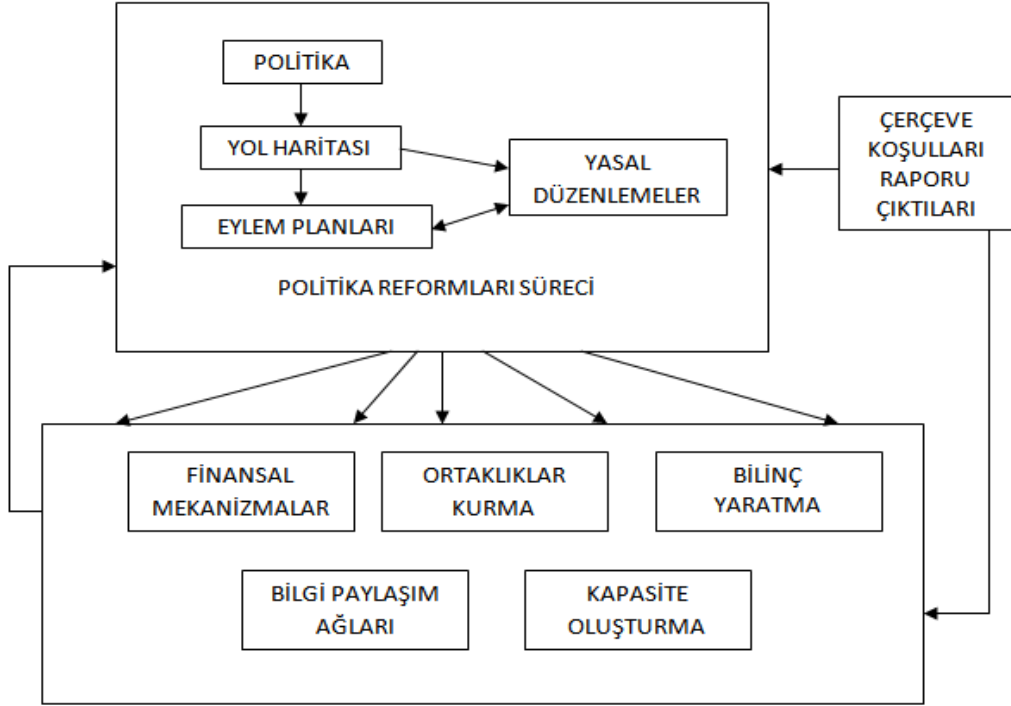 POLİTİKA
YOL HARİTASI
EYLEM PLANLARI
YASAL
DÜZENLEMELER
POLİTİKA REFORMLARI SÜRECİ
ÇERÇEVE
KOŞULLARI
RAPORU
ÇIKTILARI
FİNANSAL
MEKANİZMALAR
ORTAKLIKLAR
KURMA
BİLİNÇ
YARATMA
BİLGİ PAYLAŞIM
AĞLARI
KAPASİTE
OLUŞTURMA